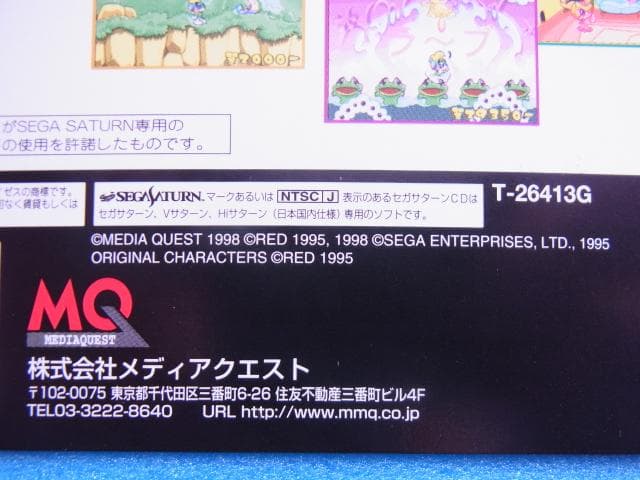 ¥2000
¥293507
がSEGA SATURN専用の
の使用を許諾したものです。
ゼスの商標です。
なく賃貸もしくは
SEGA SATURN マークあるいは NTSC J 表示のあるセガサターンCDは
セガサターン、Vサターン、Hiサターン（日本国内仕様）専用のソフトです。
T-26413G
©MEDIA QUEST 1998 ©RED 1995, 1998 ©SEGA ENTERPRISES, LTD., 1995
ORIGINAL CHARACTERS ©RED 1995
MQ
MEDIAQUEST
株式会社メディアクエスト
〒102-0075 東京都千代田区三番町6-26 住友不動産三番町ビル4F
TEL03-3222-8640 URL http://www.mmq.co.jp